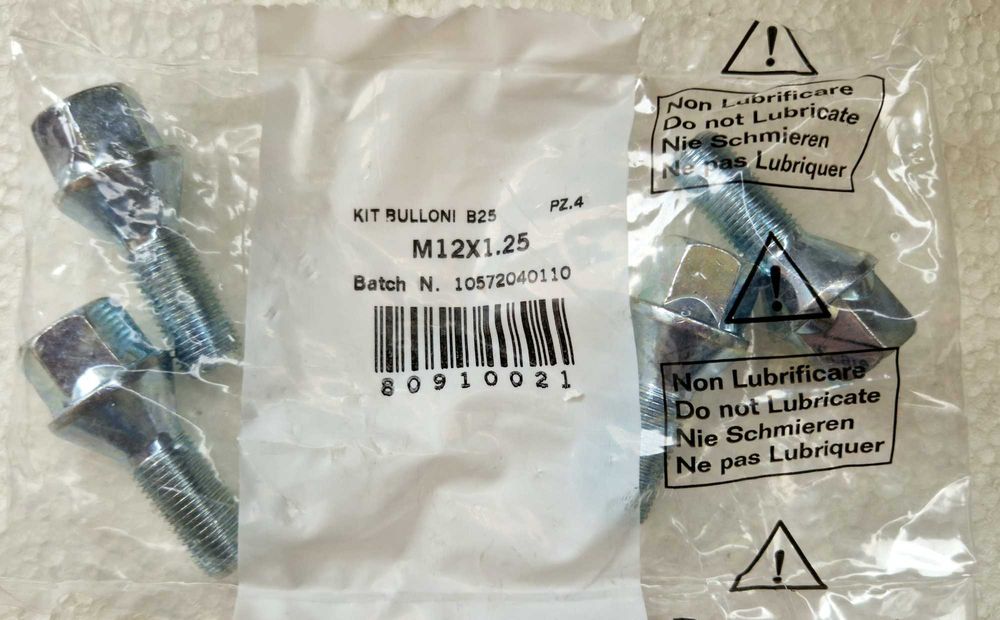 KIT BULLONI B25 PZ.4
M12X1.25
Batch N. 10572040110
80910021
Non Lubrificare
Do not Lubricate
Nie Schmieren
Ne pas Lubriquer
Non Lubrificare
Do not Lubricate
Nie Schmieren
Ne pas Lubriquer